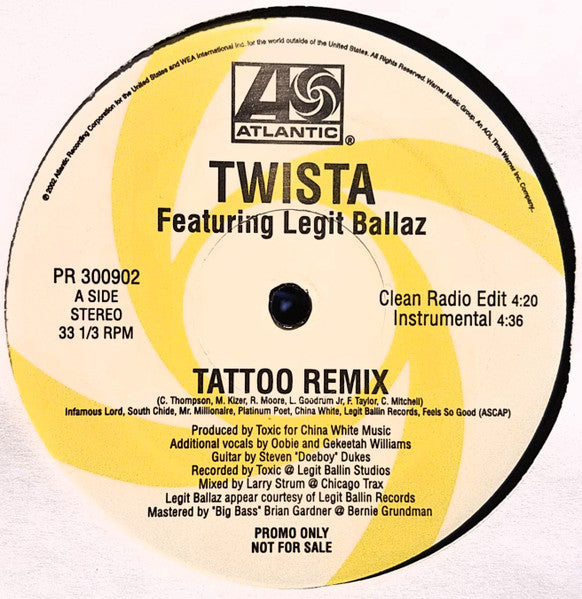 © 2002 Atlantic Recording Corporation for the United States and WEA International Inc. for the world outside of the United States. All Rights Reserved. Warner Music Group. An AOL Time Warner Inc. Company.
ATLANTIC®
TWISTA
Featuring Legit Ballaz
PR 300902
A SIDE
STEREO
33 1/3 RPM
Clean Radio Edit 4:20
Instrumental 4:36
TATTOO REMIX
(C. Thompson, M. Kizer, R. Moore, L. Goodrum Jr, F. Taylor, C. Mitchell)
Infamous Lord, South Chide, Mr. Millionaire, Platinum Poet, China White, Legit Ballin Records, Feels So Good (ASCAP)
Produced by Toxic for China White Music
Additional vocals by Oobie and Gekeetah Williams
Guitar by Steven "Doeboy" Dukes
Recorded by Toxic @ Legit Ballin Studios
Mixed by Larry Strum @ Chicago Trax
Legit Ballaz appear courtesy of Legit Ballin Records
Mastered by "Big Bass" Brian Gardner @ Bernie Grundman
PROMO ONLY
NOT FOR SALE